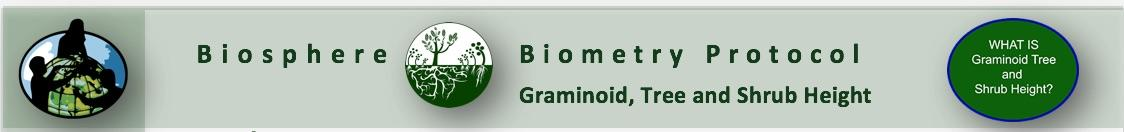 Biosphere Biometry Protocol
Graminoid, Tree and Shrub Height
WHAT IS
Graminoid Tree
and
Shrub Height?